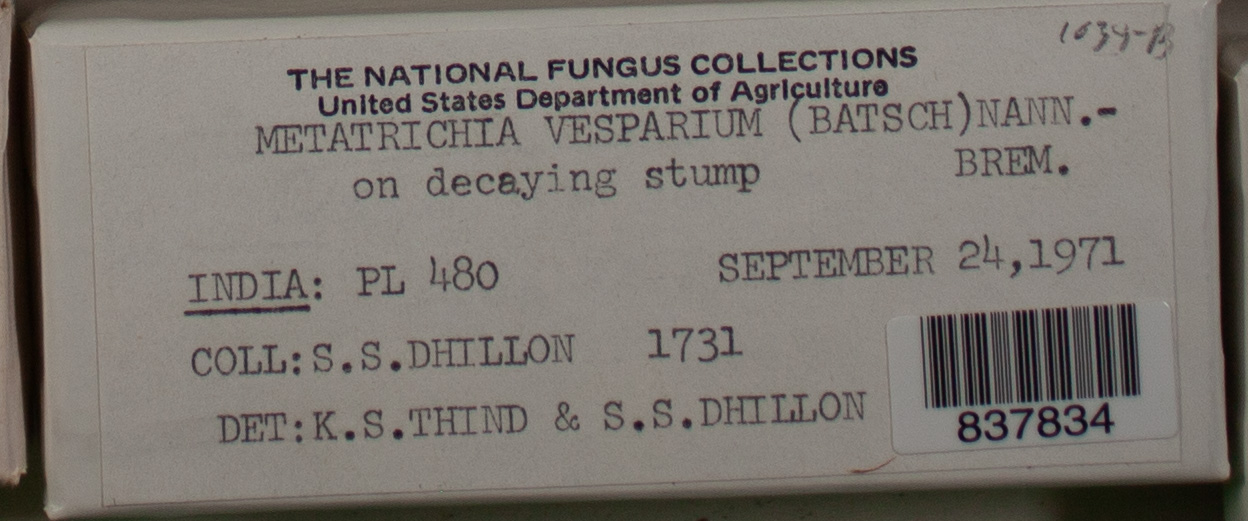 1634-B
THE NATIONAL FUNGUS COLLECTIONS
United States Department of Agriculture
METATRICHIA VESPARIUM (BATSCH)NANN.-
on decaying stump BREM.
INDIA: PL 480 SEPTEMBER 24,1971
COLL:S.S.DHILLON 1731
DET:K.S.THIND & S.S.DHILLON
837834